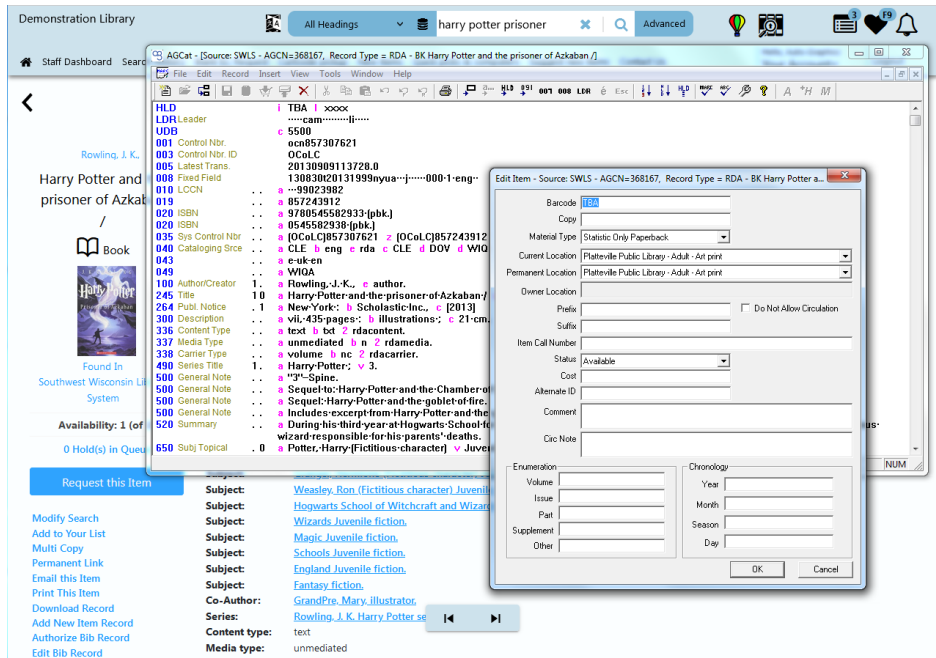 Demonstration Library
All Headings
harry potter prisoner
Advanced
3
F9
Staff Dashboard
AGCat - [Source: SWLS - AGCN=368167, Record Type = RDA - BK Harry Potter and the prisoner of Azkaban /]
File Edit Record Insert View Tools Window Help
HLD 091 007 008 LDR é Esc A +H M
HLD i TBA l xxxx
LDR Leader ·····cam·······li·····
UDB c 5500
001 Control Nbr. ocn857307621
003 Control Nbr. ID OCoLC
005 Latest Trans. 20130909113728.0
008 Fixed Field 130830t20131999nyua···j······000·1·eng··
010 LCCN . . a ···99023982
019 . . a 857243912
020 ISBN . . a 9780545582933·(pbk.)
020 ISBN . . a 0545582938·(pbk.)
035 Sys Control Nbr . . a (OCoLC)857307621 z (OCoLC)857243912
040 Cataloging Srce . . a CLE b eng e rda c CLE d DOV d WIQ
043 . . a e-uk-en
049 . . a WIQA
100 Author/Creator 1 . a Rowling,·J.·K., e author.
245 Title 1 0 a Harry·Potter·and·the·prisoner·of·Azkaban·/
264 Publ. Notice . 1 a New·York·: b Scholastic·Inc., c [2013]
300 Description . . a vii,·435·pages·: b illustrations·; c 21·cm.
336 Content Type . . a text b txt 2 rdacontent.
337 Media Type . . a unmediated b n 2 rdamedia.
338 Carrier Type . . a volume b nc 2 rdacarrier.
490 Series Title 1 . a Harry·Potter·; v 3.
500 General Note . . a "3"--Spine.
500 General Note . . a Sequel·to:·Harry·Potter·and·the·Chamber·of
500 General Note . . a Sequel:·Harry·Potter·and·the·goblet·of·fire.
500 General Note . . a Includes·excerpt·from·Harry·Potter·and·the
520 Summary . . a During·his·third·year·at·Hogwarts·School·fo
wizard·responsible·for·his·parents'·deaths.
650 Subj Topical . 0 a Potter,·Harry·(Fictitious·character) v Juve
NUM
Edit Item - Source: SWLS - AGCN=368167, Record Type = RDA - BK Harry Potter a...
Barcode TBA
Copy
Material Type Statistic Only Paperback
Current Location Platteville Public Library - Adult - Art print
Permanent Location Platteville Public Library - Adult - Art print
Owner Location
Prefix
Do Not Allow Circulation
Suffix
Item Call Number
Status Available
Cost
Alternate ID
Comment
Circ Note
Enumeration
Volume
Issue
Part
Supplement
Other
Chronology
Year
Month
Season
Day
OK Cancel
Rowling, J. K.,
Harry Potter and
prisoner of Azkab
/
Book
Harry Potter
Found In
Southwest Wisconsin Lib
System
Availability: 1 (of
0 Hold(s) in Queu
Request this Item
Modify Search
Add to Your List
Multi Copy
Permanent Link
Email this Item
Print This Item
Download Record
Add New Item Record
Authorize Bib Record
Edit Bib Record
Subject: Weasley, Ron (Fictitious character) Juvenil
Subject: Hogwarts School of Witchcraft and Wizard
Subject: Wizards Juvenile fiction.
Subject: Magic Juvenile fiction.
Subject: Schools Juvenile fiction.
Subject: England Juvenile fiction.
Subject: Fantasy fiction.
Co-Author: GrandPre, Mary, illustrator.
Series: Rowling, J. K. Harry Potter se
Content type: text
Media type: unmediated